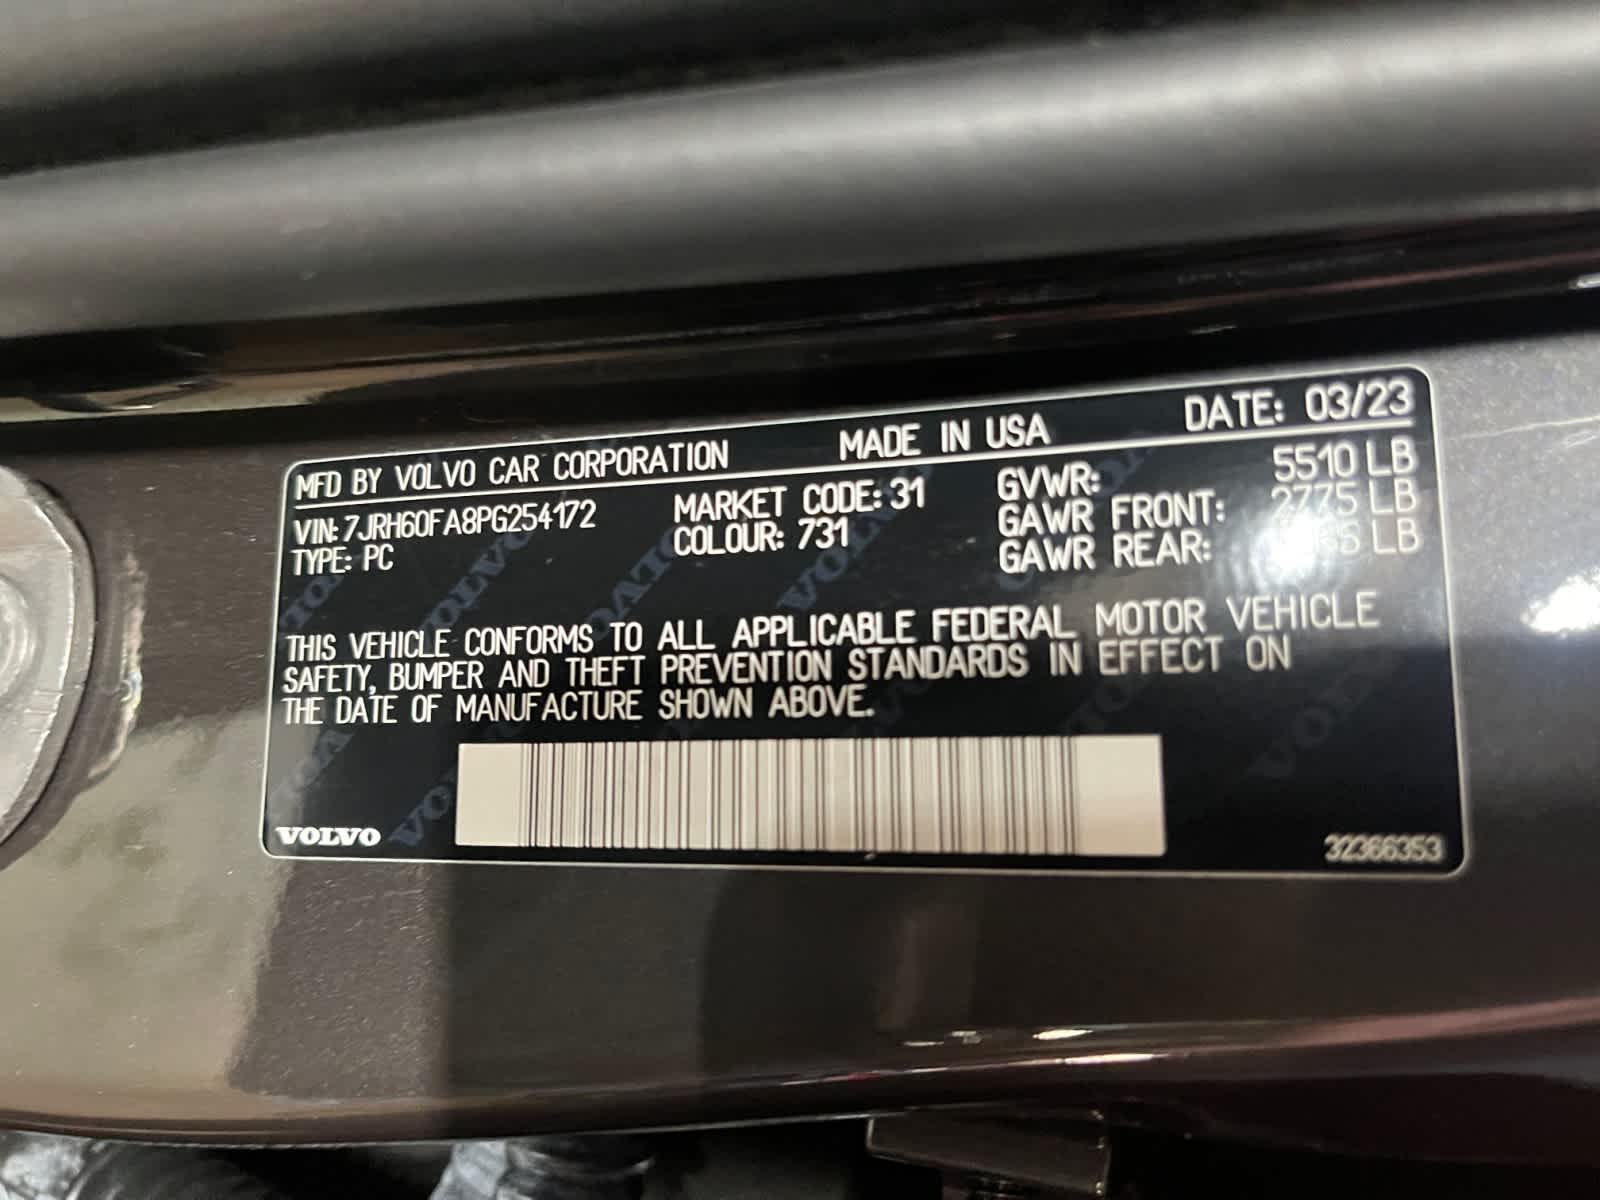 MFD BY VOLVO CAR CORPORATION MADE IN USA DATE: 03/23
VIN: 7JRH60FA8PG254172 MARKET CODE: 31 GVWR: 5510 LB
TYPE: PC COLOUR: 731 GAWR FRONT: 2775 LB
GAWR REAR: LB
THIS VEHICLE CONFORMS TO ALL APPLICABLE FEDERAL MOTOR VEHICLE
SAFETY, BUMPER AND THEFT PREVENTION STANDARDS IN EFFECT ON
THE DATE OF MANUFACTURE SHOWN ABOVE.
VOLVO
32366353